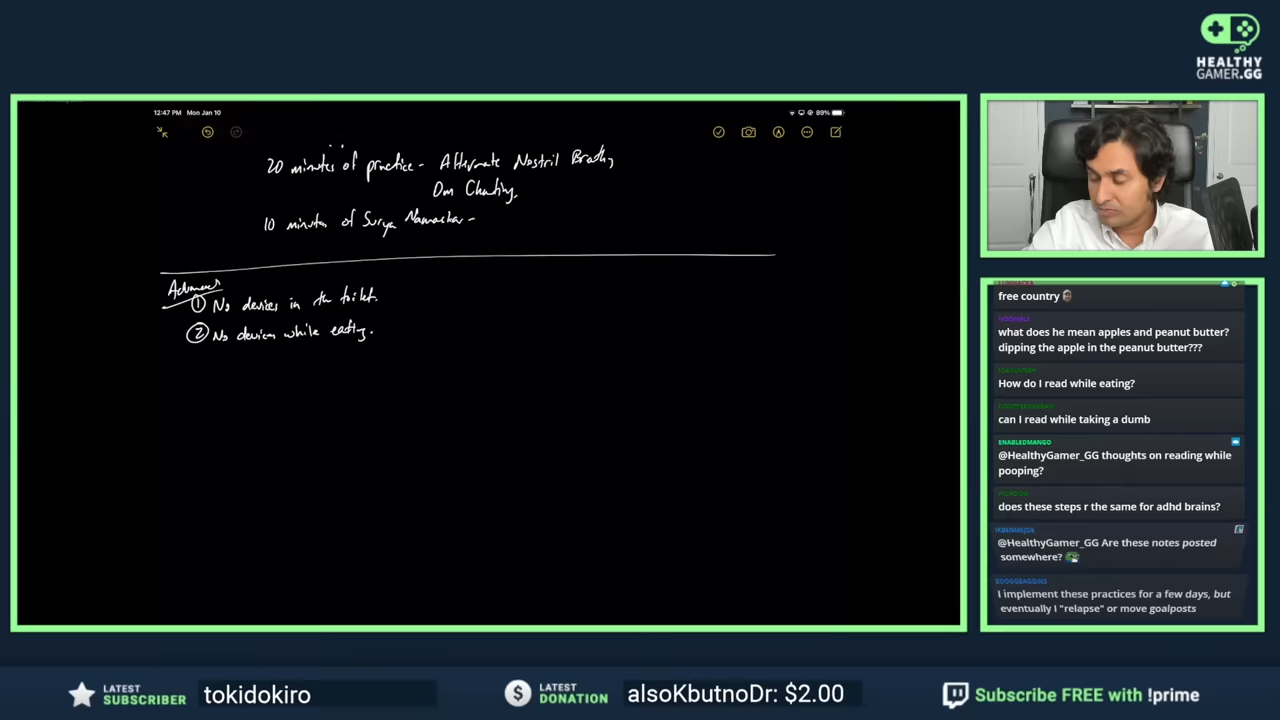 HEALTHY
GAMER.GG
12:47 PM Mon Jan 10
89%
20 minutes of practice - Alternate Nostril Breath,
Om Chanting.
10 minutes of Surya Namaskar -
Advanced
① No devices in the toilet.
② No devices while eating.
free country
what does he mean apples and peanut butter?
dipping the apple in the peanut butter???
How do I read while eating?
can I read while taking a dumb
ENABLEDMANGO
@HealthyGamer_GG thoughts on reading while
pooping?
does these steps r the same for adhd brains?
IKBENMEJOE
@HealthyGamer_GG Are these notes posted
somewhere?
I implement these practices for a few days, but
eventually I "relapse" or move goalposts
LATEST
SUBSCRIBER
tokidokiro
LATEST
DONATION
alsoKbutnoDr: $2.00
Subscribe FREE with !prime